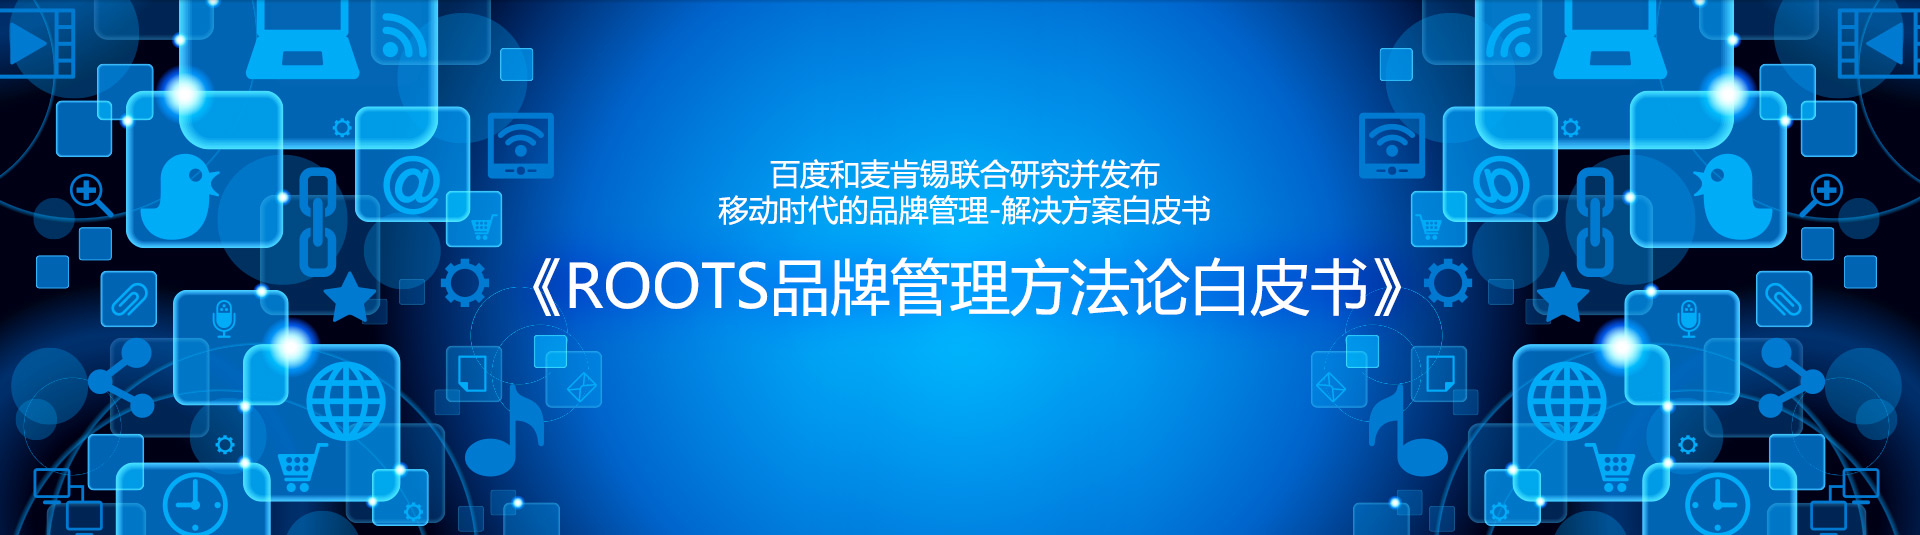 百度和麦肯锡联合研究并发布
移动时代的品牌管理-解决方案白皮书
《ROOTS品牌管理方法论白皮书》